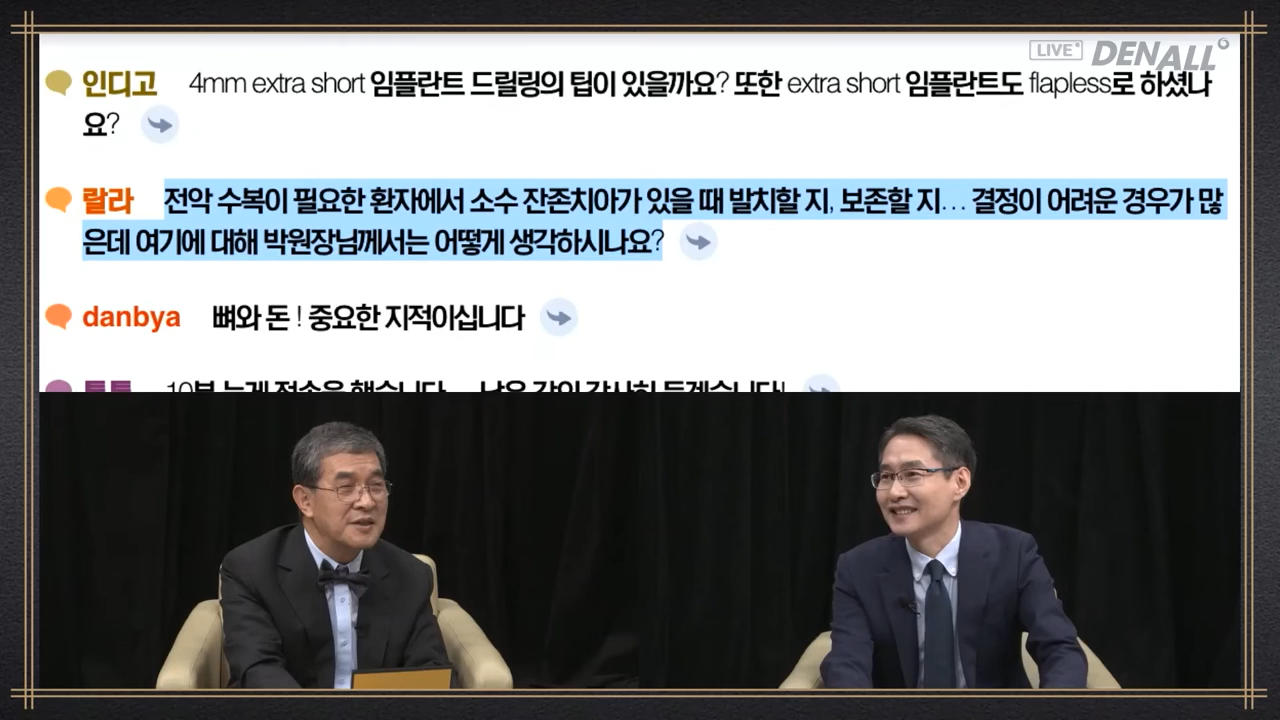 LIVE DENALL
인디고 4mm extra short 임플란트 드릴링의 팁이 있을까요? 또한 extra short 임플란트도 flapless로 하셨나
요?
랄라 전악 수복이 필요한 환자에서 소수 잔존치아가 있을 때 발치할 지, 보존할 지... 결정이 어려운 경우가 많
은데 여기에 대해 박원장님께서는 어떻게 생각하시나요?
danbya 뼈와 돈 ! 중요한 지적이십니다